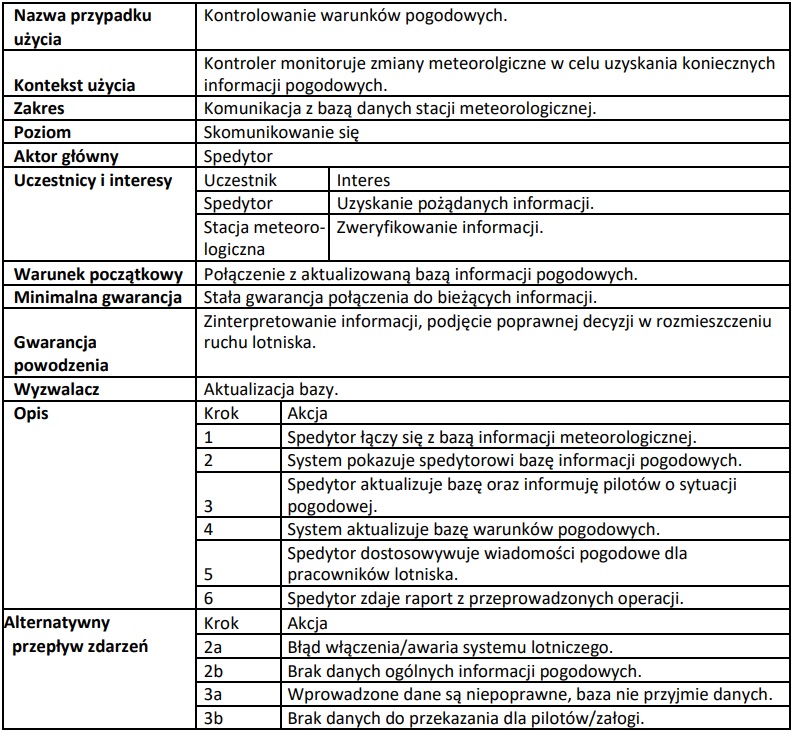 Nazwa przypadku użycia
Kontrolowanie warunków pogodowych.
Kontekst użycia
Kontroler monitoruje zmiany meteorolgiczne w celu uzyskania koniecznych
informacji pogodowych.
Zakres
Komunikacja z bazą danych stacji meteorologicznej.
Poziom
Skomunikowanie się
Aktor główny
Spedytor
Uczestnicy i interesy
Uczestnik
Interes
Spedytor
Uzyskanie pożądanych informacji.
Stacja meteoro-
logiczna
Zweryfikowanie informacji.
Warunek początkowy
Połączenie z aktualizowaną bazą informacji pogodowych.
Minimalna gwarancja
Stała gwarancja połączenia do bieżących informacji.
Gwarancja
powodzenia
Zinterpretowanie informacji, podjęcie poprawnej decyzji w rozmieszczeniu
ruchu lotniska.
Wyzwalacz
Aktualizacja bazy.
Opis
Krok
Akcja
1
Spedytor łączy się z bazą informacji meteorologicznej.
2
System pokazuje spedytorowi bazę informacji pogodowych.
3
Spedytor aktualizuje bazę oraz informuję pilotów o sytuacji
pogodowej.
4
System aktualizuje bazę warunków pogodowych.
5
Spedytor dostosowywuje wiadomości pogodowe dla
pracowników lotniska.
6
Spedytor zdaje raport z przeprowadzonych operacji.
Alternatywny
przepływ zdarzeń
Krok
Akcja
2a
Błąd włączenia/awaria systemu lotniczego.
2b
Brak danych ogólnych informacji pogodowych.
3a
Wprowadzone dane są niepoprawne, baza nie przyjmie danych.
3b
Brak danych do przekazania dla pilotów/załogi.